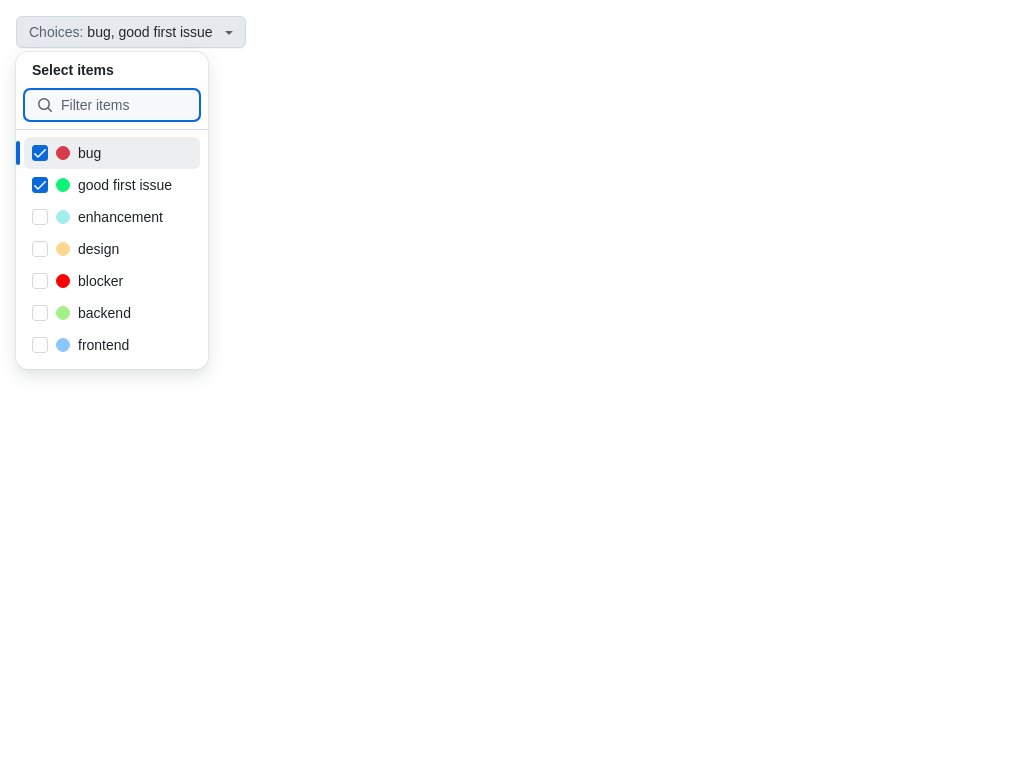 Choices: bug, good first issue
Select items
Filter items
bug
good first issue
enhancement
design
blocker
backend
frontend